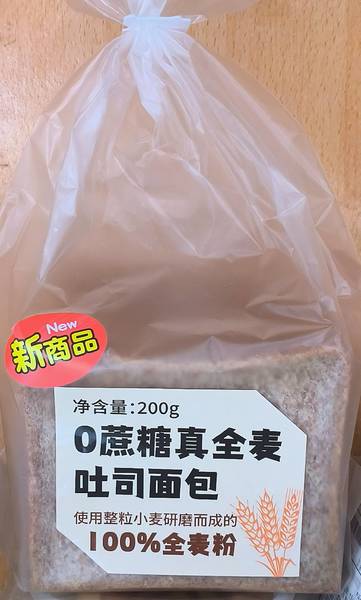 New
新商品
净含量:200g
0蔗糖真全麦
吐司面包
使用整粒小麦研磨而成的
100%全麦粉